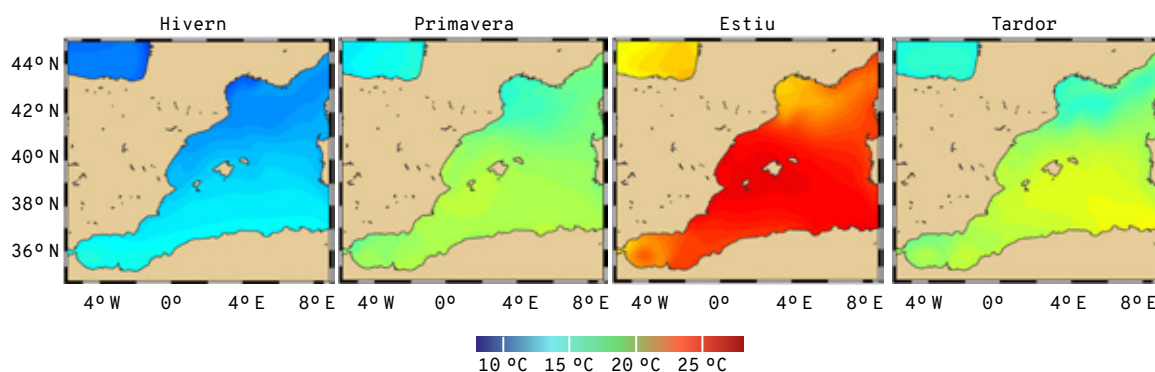 Hivern Primavera Estiu Tardor
44º N
42º N
40º N
38º N
36º N
4º W 0º 4º E 8º E 4º W 0º 4º E 8º E 4º W 0º 4º E 8º E 4º W 0º 4º E 8º E
10 ºC 15 ºC 20 ºC 25 ºC